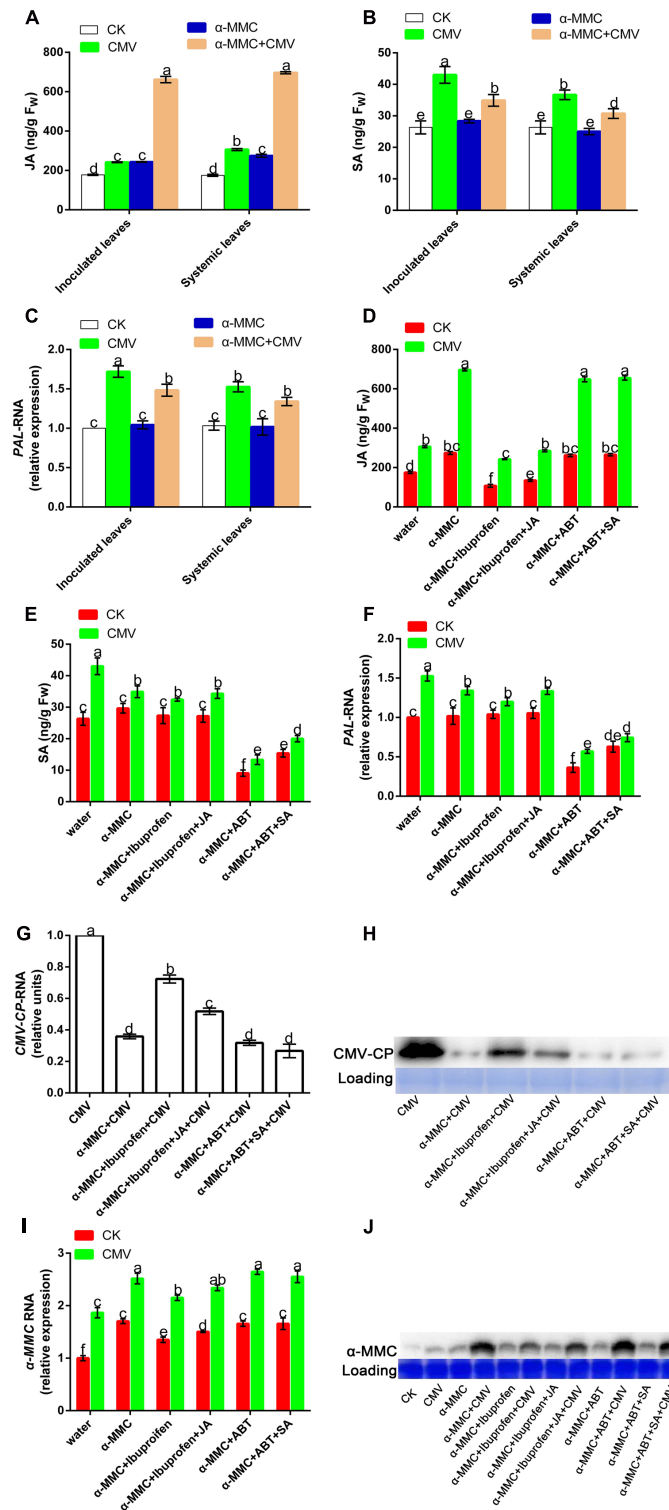 A
CK
CMV
α-MMC
α-MMC+CMV
JA (ng/g FW)
800
600
400
200
0
d c c a
d b c a
Inoculated leaves
Systemic leaves
B
CK
CMV
α-MMC
α-MMC+CMV
SA (ng/g FW)
50
40
30
20
10
0
e a e c
e b e d
Inoculated leaves
Systemic leaves
C
CK
CMV
α-MMC
α-MMC+CMV
PAL-RNA
(relative expression)
2.0
1.5
1.0
0.5
0.0
c a c b
c b c b
Inoculated leaves
Systemic leaves
D
CK
CMV
JA (ng/g FW)
800
600
400
200
0
d b bc a f c e b bc a bc a
water
α-MMC
α-MMC+Ibuprofen
α-MMC+Ibuprofen+JA
α-MMC+ABT
α-MMC+ABT+SA
E
CK
CMV
SA (ng/g FW)
50
40
30
20
10
0
c a c b c b c b f e e d
water
α-MMC
α-MMC+Ibuprofen
α-MMC+Ibuprofen+JA
α-MMC+ABT
α-MMC+ABT+SA
F
CK
CMV
PAL-RNA
(relative expression)
2.0
1.5
1.0
0.5
0.0
c a c b c b c b f e de d
water
α-MMC
α-MMC+Ibuprofen
α-MMC+Ibuprofen+JA
α-MMC+ABT
α-MMC+ABT+SA
G
CMV-CP-RNA
(relative units)
1.0
0.8
0.6
0.4
0.2
0.0
a d b c d d
CMV
α-MMC+CMV
α-MMC+Ibuprofen+CMV
α-MMC+Ibuprofen+JA+CMV
α-MMC+ABT+CMV
α-MMC+ABT+SA+CMV
H
CMV-CP
Loading
CMV
α-MMC+CMV
α-MMC+Ibuprofen+CMV
α-MMC+Ibuprofen+JA+CMV
α-MMC+ABT+CMV
α-MMC+ABT+SA+CMV
I
CK
CMV
α-MMC RNA
(relative expression)
3
2
1
0
f c c a e b d ab c a c a
water
α-MMC
α-MMC+Ibuprofen
α-MMC+Ibuprofen+JA
α-MMC+ABT
α-MMC+ABT+SA
J
α-MMC
Loading
CK
CMV
α-MMC
α-MMC+CMV
α-MMC+Ibuprofen
α-MMC+Ibuprofen+CMV
α-MMC+Ibuprofen+JA
α-MMC+Ibuprofen+JA+CMV
α-MMC+ABT
α-MMC+ABT+CMV
α-MMC+ABT+SA
α-MMC+ABT+SA+CMV